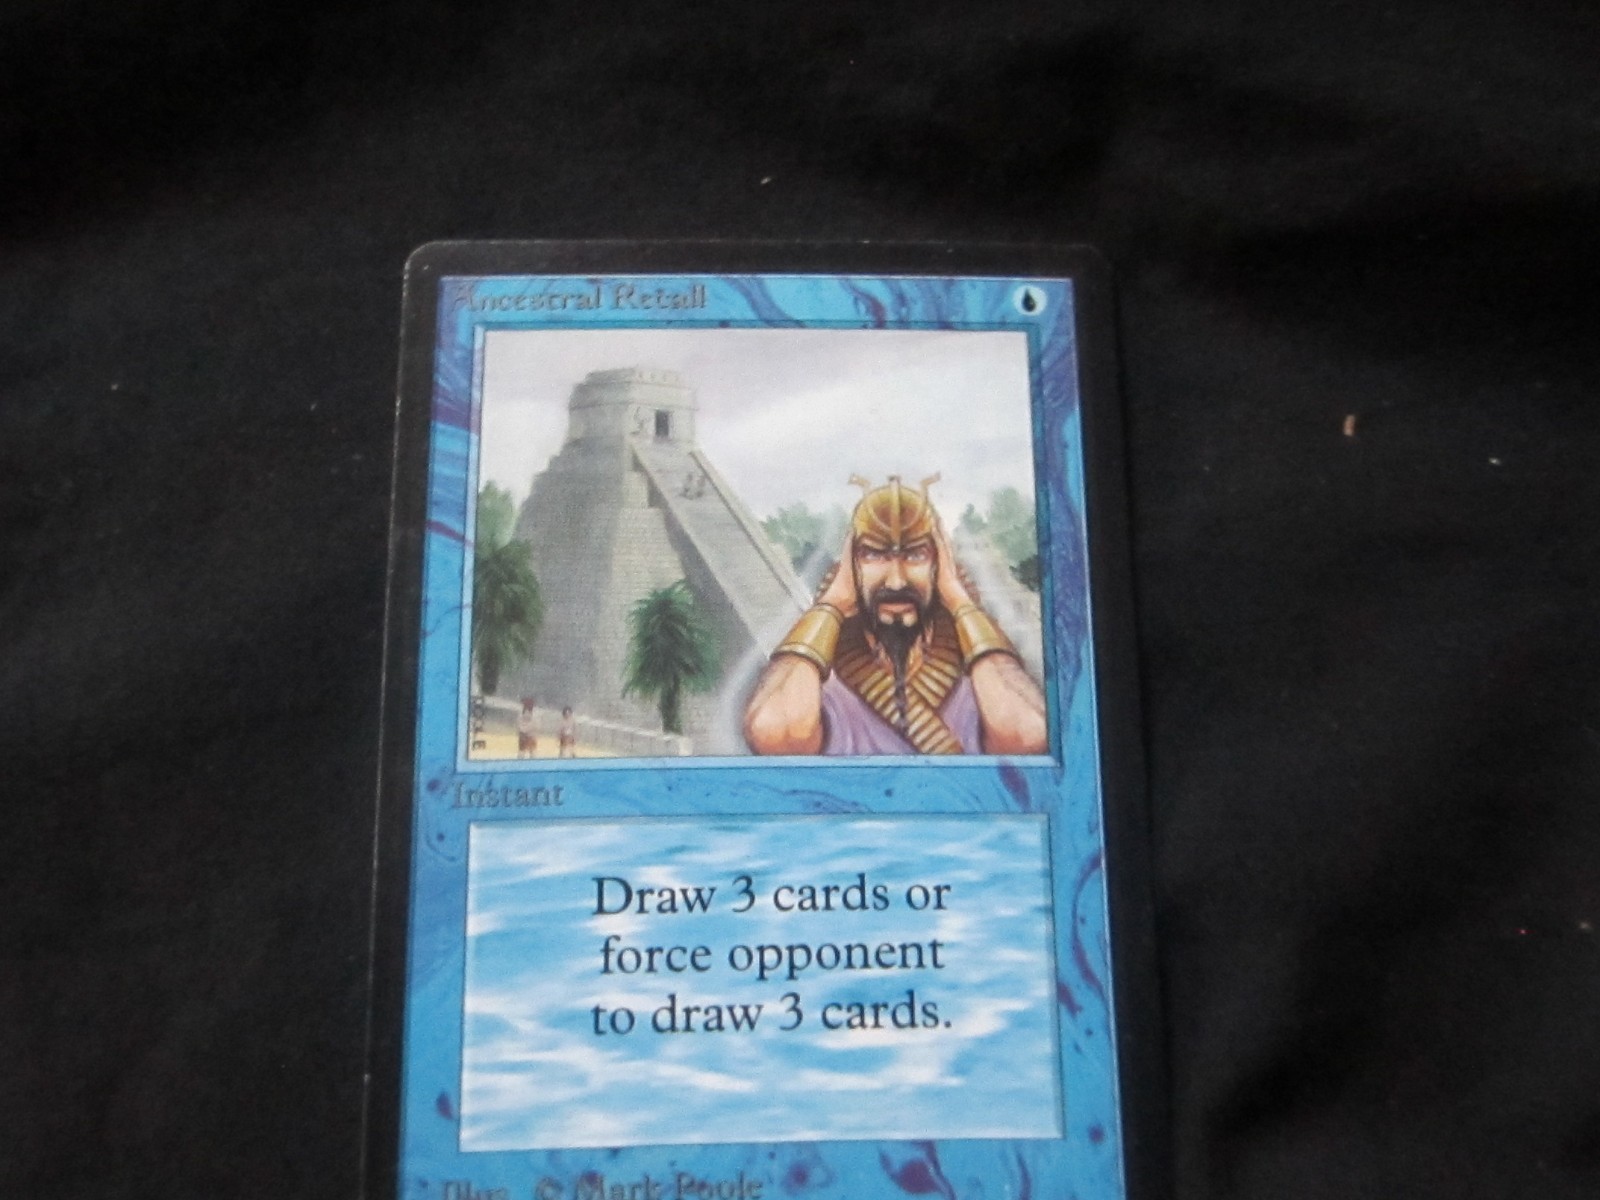 Ancestral Recall
Instant
Draw 3 cards or
force opponent
to draw 3 cards.
Illus. © Mark Poole